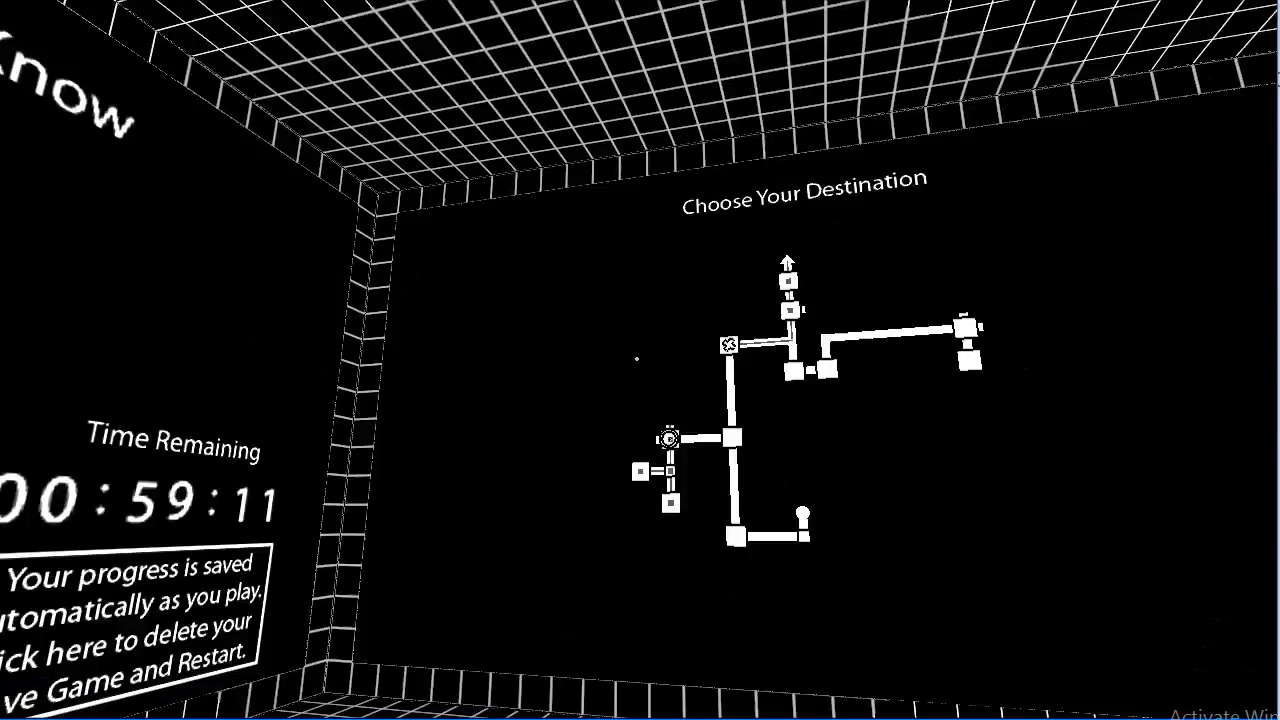 Know
Choose Your Destination
Time Remaining
00:59:11
Your progress is saved
utomatically as you play.
ick here to delete your
ve Game and Restart.
Activate Win